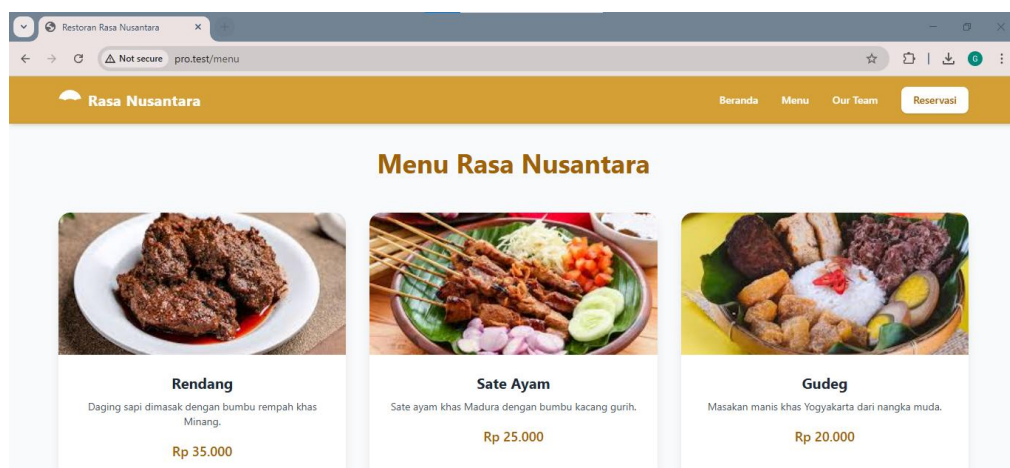 Restoran Rasa Nusantara
Not secure pro.test/menu
G
Rasa Nusantara
Beranda Menu Our Team Reservasi
Menu Rasa Nusantara
Rendang
Daging sapi dimasak dengan bumbu rempah khas
Minang.
Rp 35.000
Sate Ayam
Sate ayam khas Madura dengan bumbu kacang gurih.
Rp 25.000
Gudeg
Masakan manis khas Yogyakarta dari nangka muda.
Rp 20.000